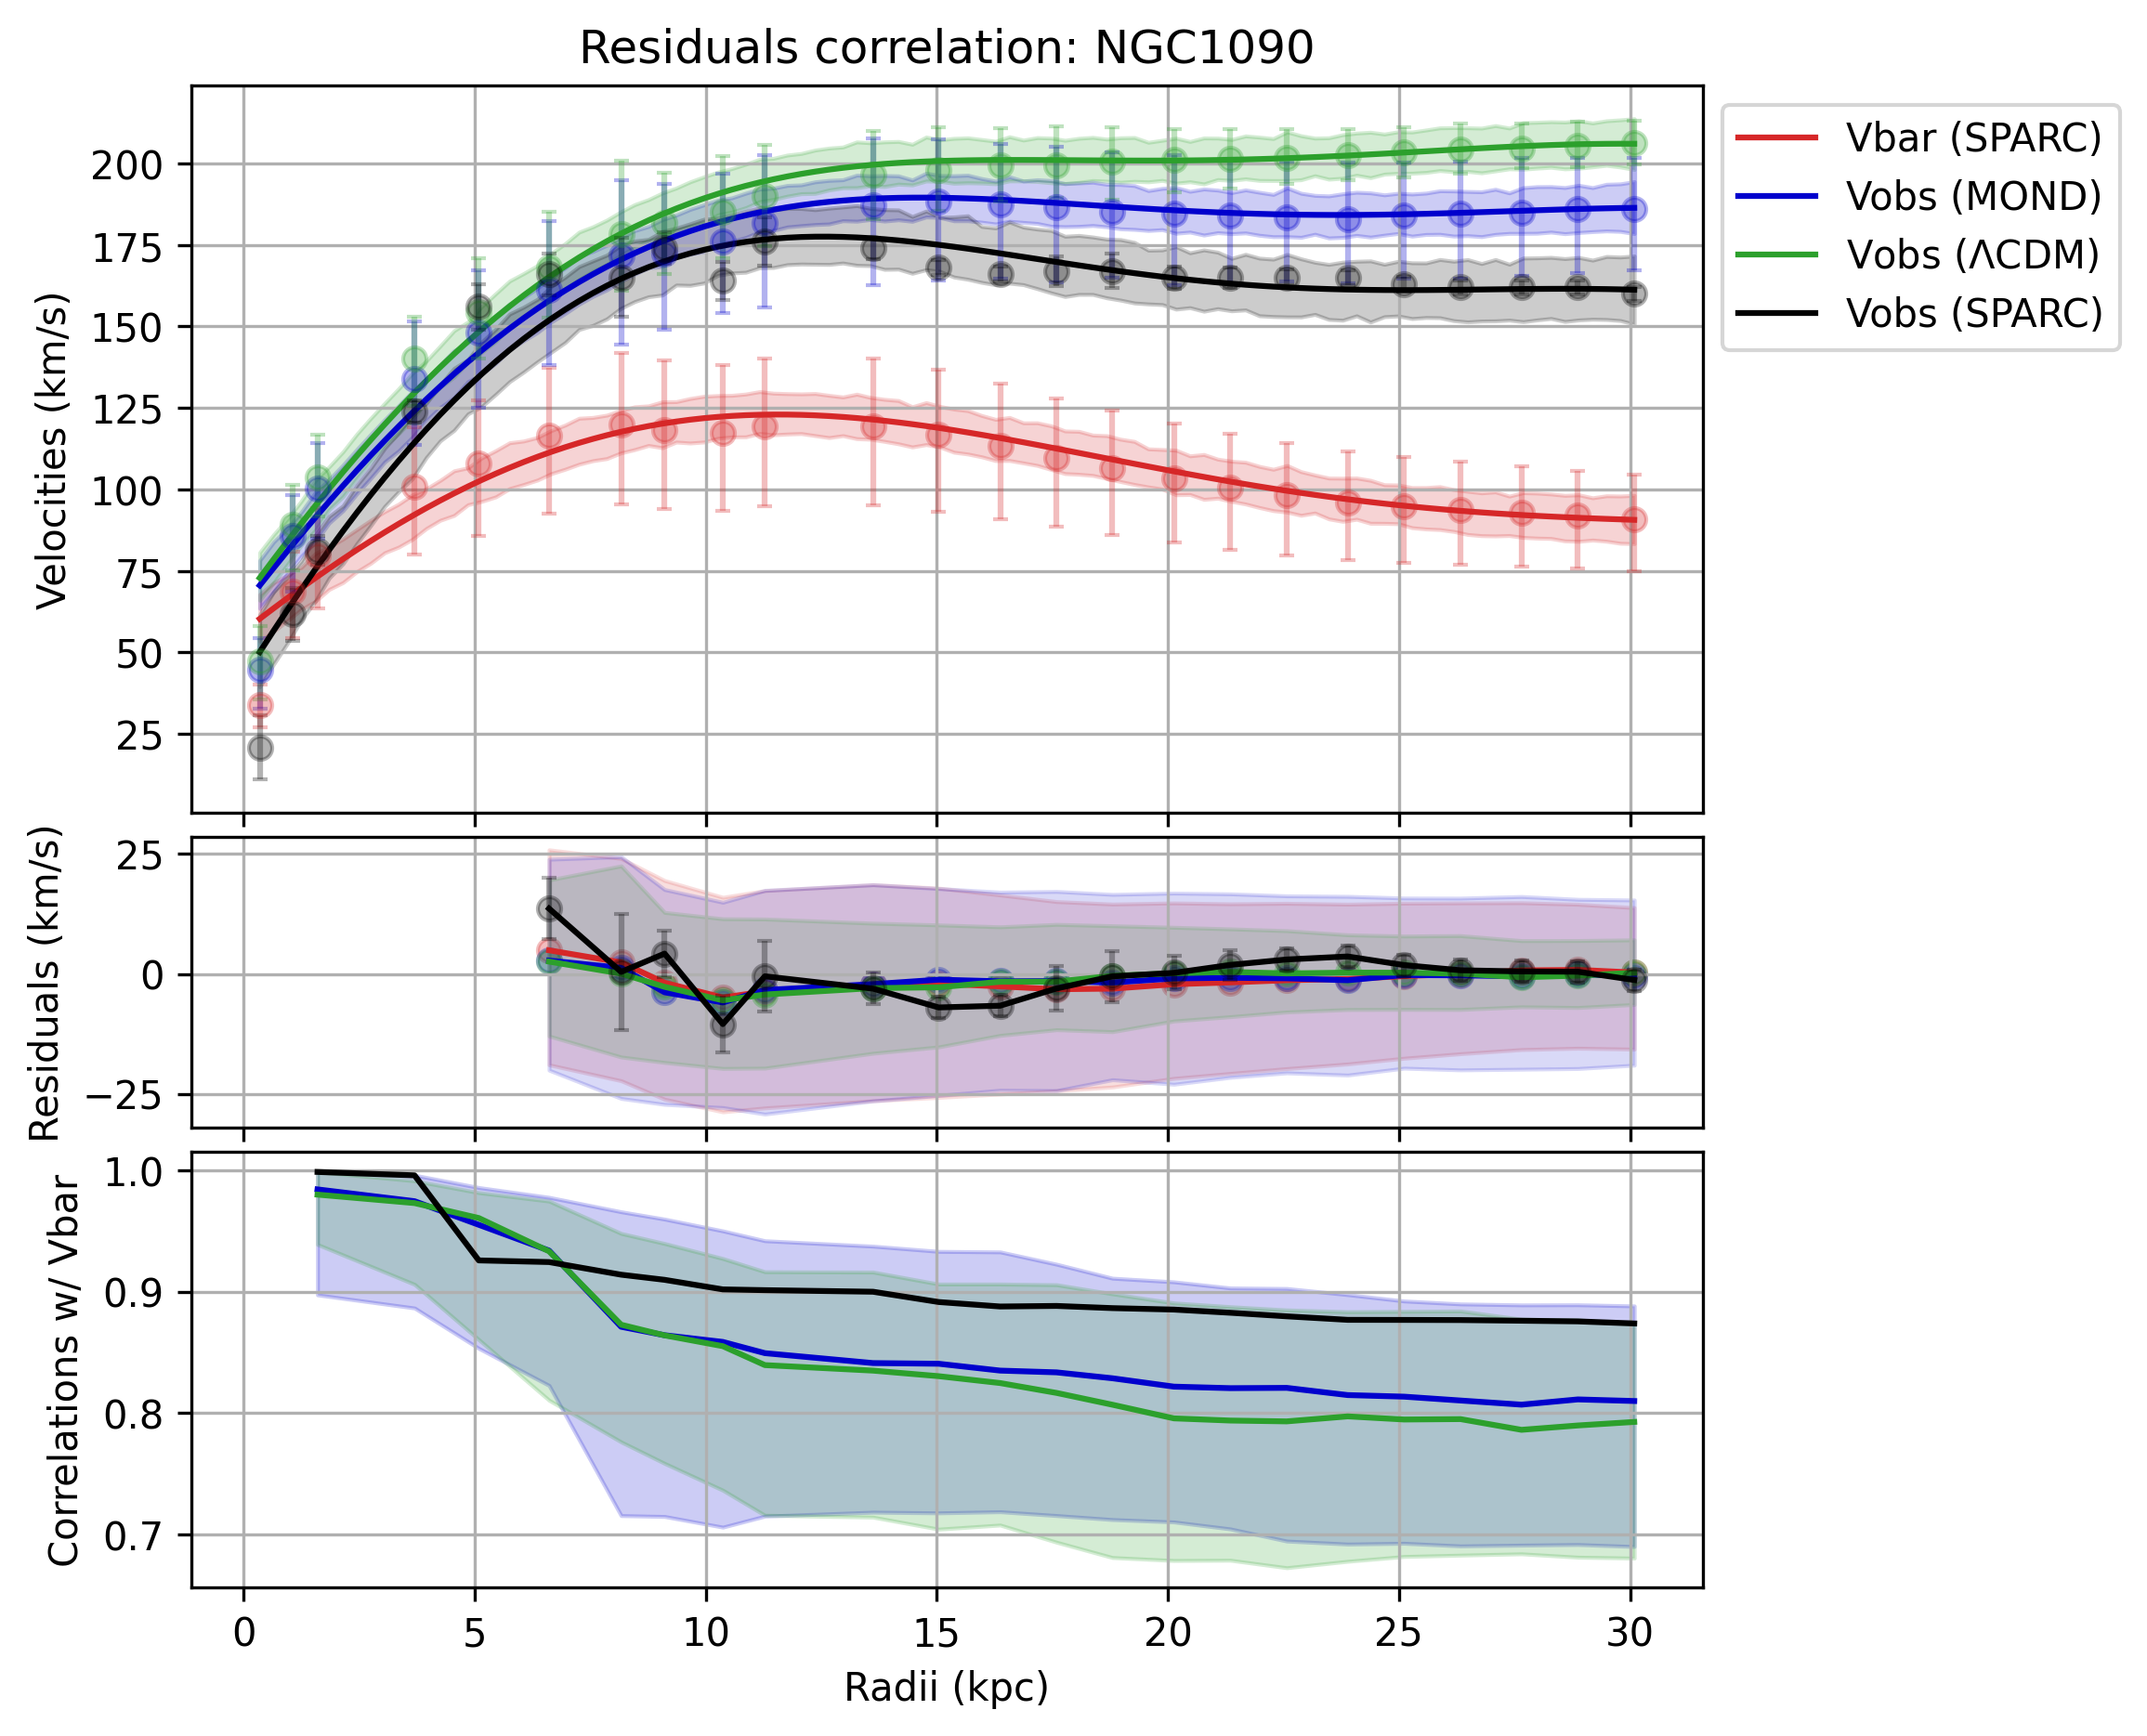 Residuals correlation: NGC1090
Velocities (km/s)
200
175
150
125
100
75
50
25
Vbar (SPARC)
Vobs (MOND)
Vobs (ΛCDM)
Vobs (SPARC)
Residuals (km/s)
25
0
−25
Correlations w/ Vbar
1.0
0.9
0.8
0.7
0 5 10 15 20 25 30
Radii (kpc)